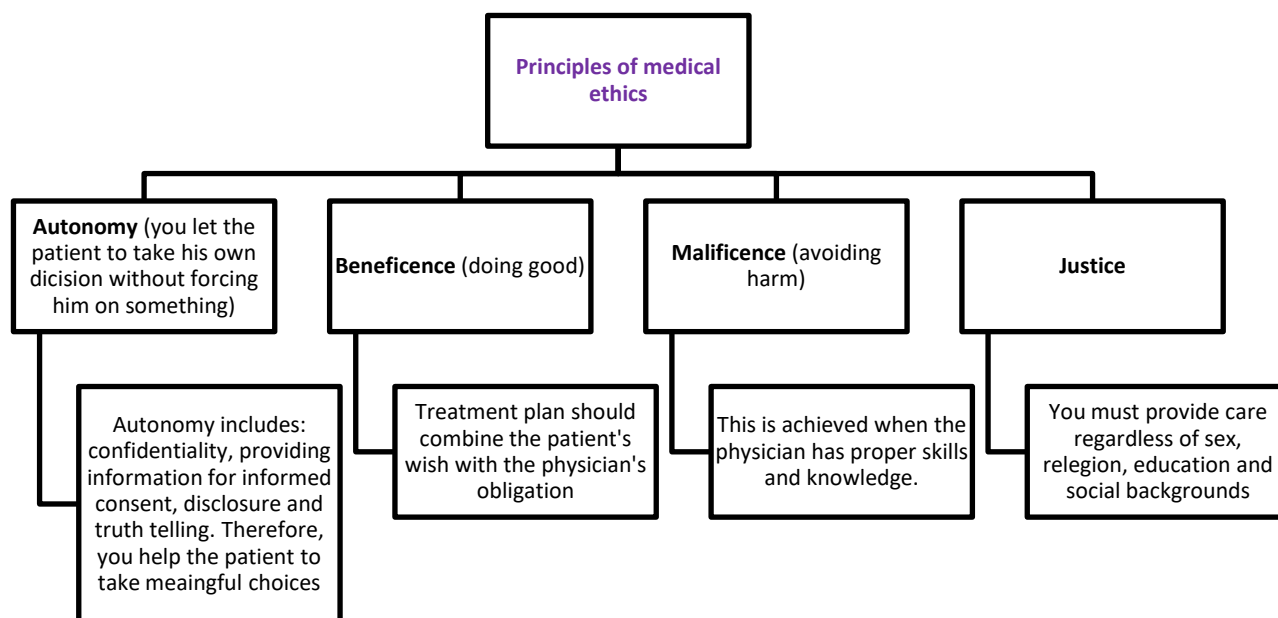 Principles of medical
ethics
Autonomy (you let the
patient to take his own
dicision without forcing
him on something)
Beneficence (doing good)
Malificence (avoiding
harm)
Justice
Autonomy includes:
confidentiality, providing
information for informed
consent, disclosure and
truth telling. Therefore,
you help the patient to
take meaingful choices
Treatment plan should
combine the patient's
wish with the physician's
obligation
This is achieved when the
physician has proper skills
and knowledge.
You must provide care
regardless of sex,
relegion, education and
social backgrounds